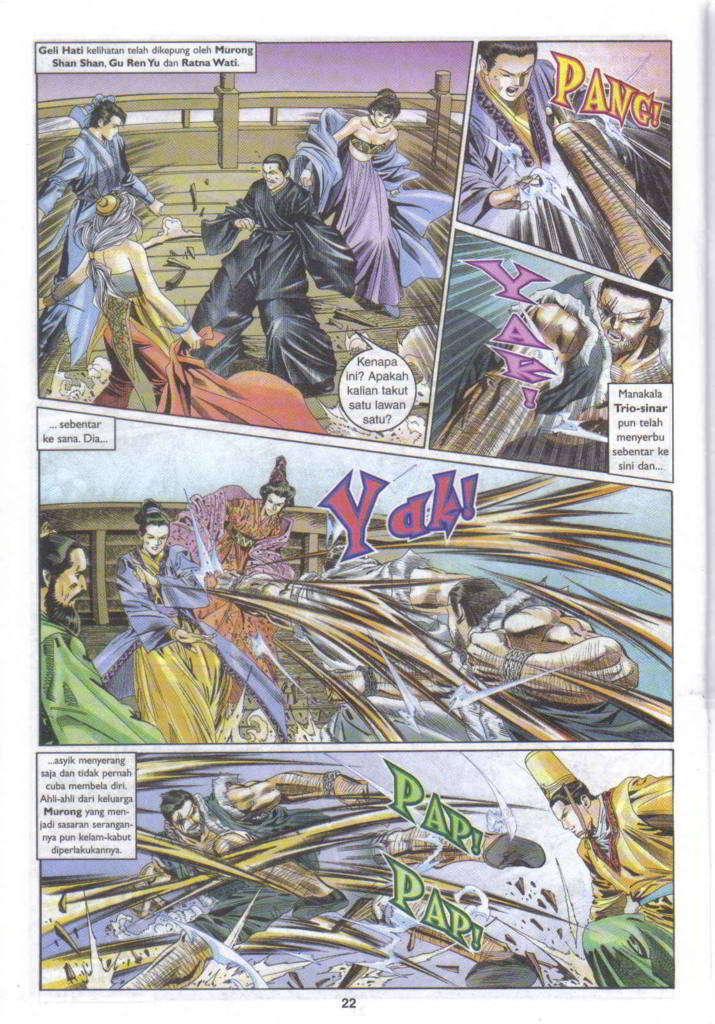 Geli Hati kelihatan telah dikepung oleh Murong
Shan Shan, Gu Ren Yu dan Ratna Wati.
PANG!
Kenapa
ini? Apakah
kalian takut
satu lawan
satu?
YAK!
Manakala
Trio-sinar
pun telah
menyerbu
sebentar ke
sini dan...
... sebentar
ke sana. Dia...
Yak!
...asyik menyerang
saja dan tidak pernah
cuba membela diri.
Ahli-ahli dari keluarga
Murong yang men-
jadi sasaran serangan-
nya pun kelam-kabut
diperlakukannya.
PAP!
PAP!
22